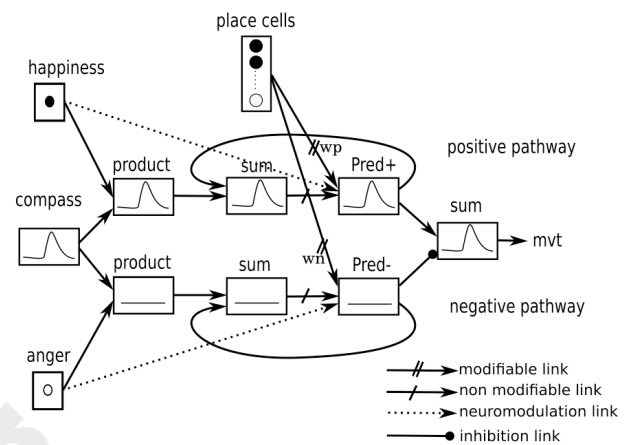 place cells
happiness
wp
positive pathway
product
sum
Pred+
compass
sum
mvt
product
sum
wn
Pred-
negative pathway
anger
modifiable link
non modifiable link
neuromodulation link
inhibition link